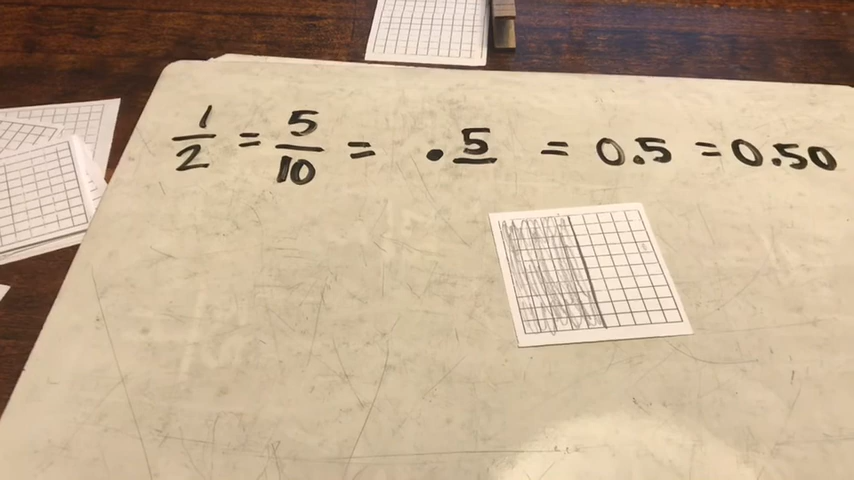 1/2 = 5/10 = .5 = 0.5 = 0.50